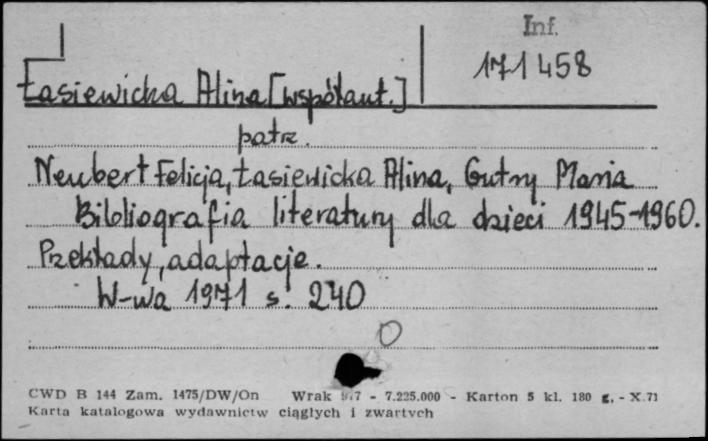 Inf.
171458
Łasiewicka Alina [współaut.]
patrz.
Neubert Felicja, Łasiewicka Alina, Gutry Maria
Bibliografia literatury dla dzieci 1945-1960.
Przekłady, adaptacje.
W-wa 1971 s. 240
CWD B 144 Zam. 1475/DW/On Wrak - 7.225.000 - Karton 5 kl. 180 g. - X.71
Karta katalogowa wydawnictw ciągłych i zwartych